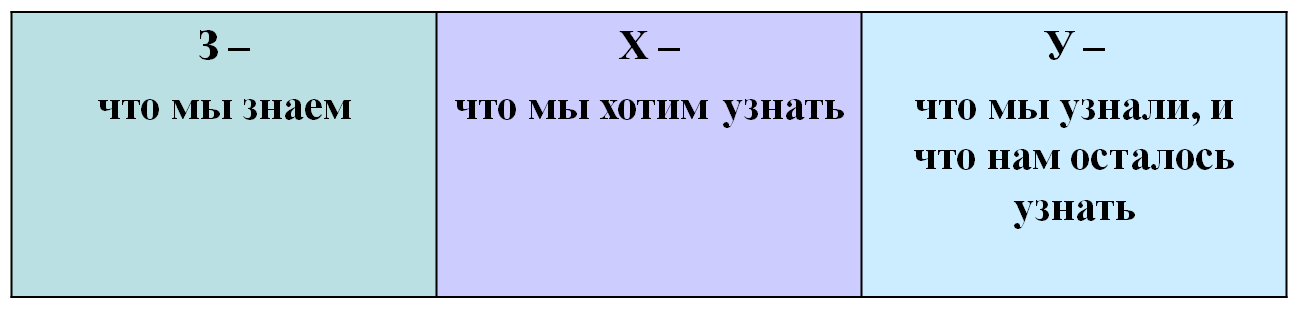 З –
что мы знаем
Х –
что мы хотим узнать
У –
что мы узнали, и
что нам осталось
узнать